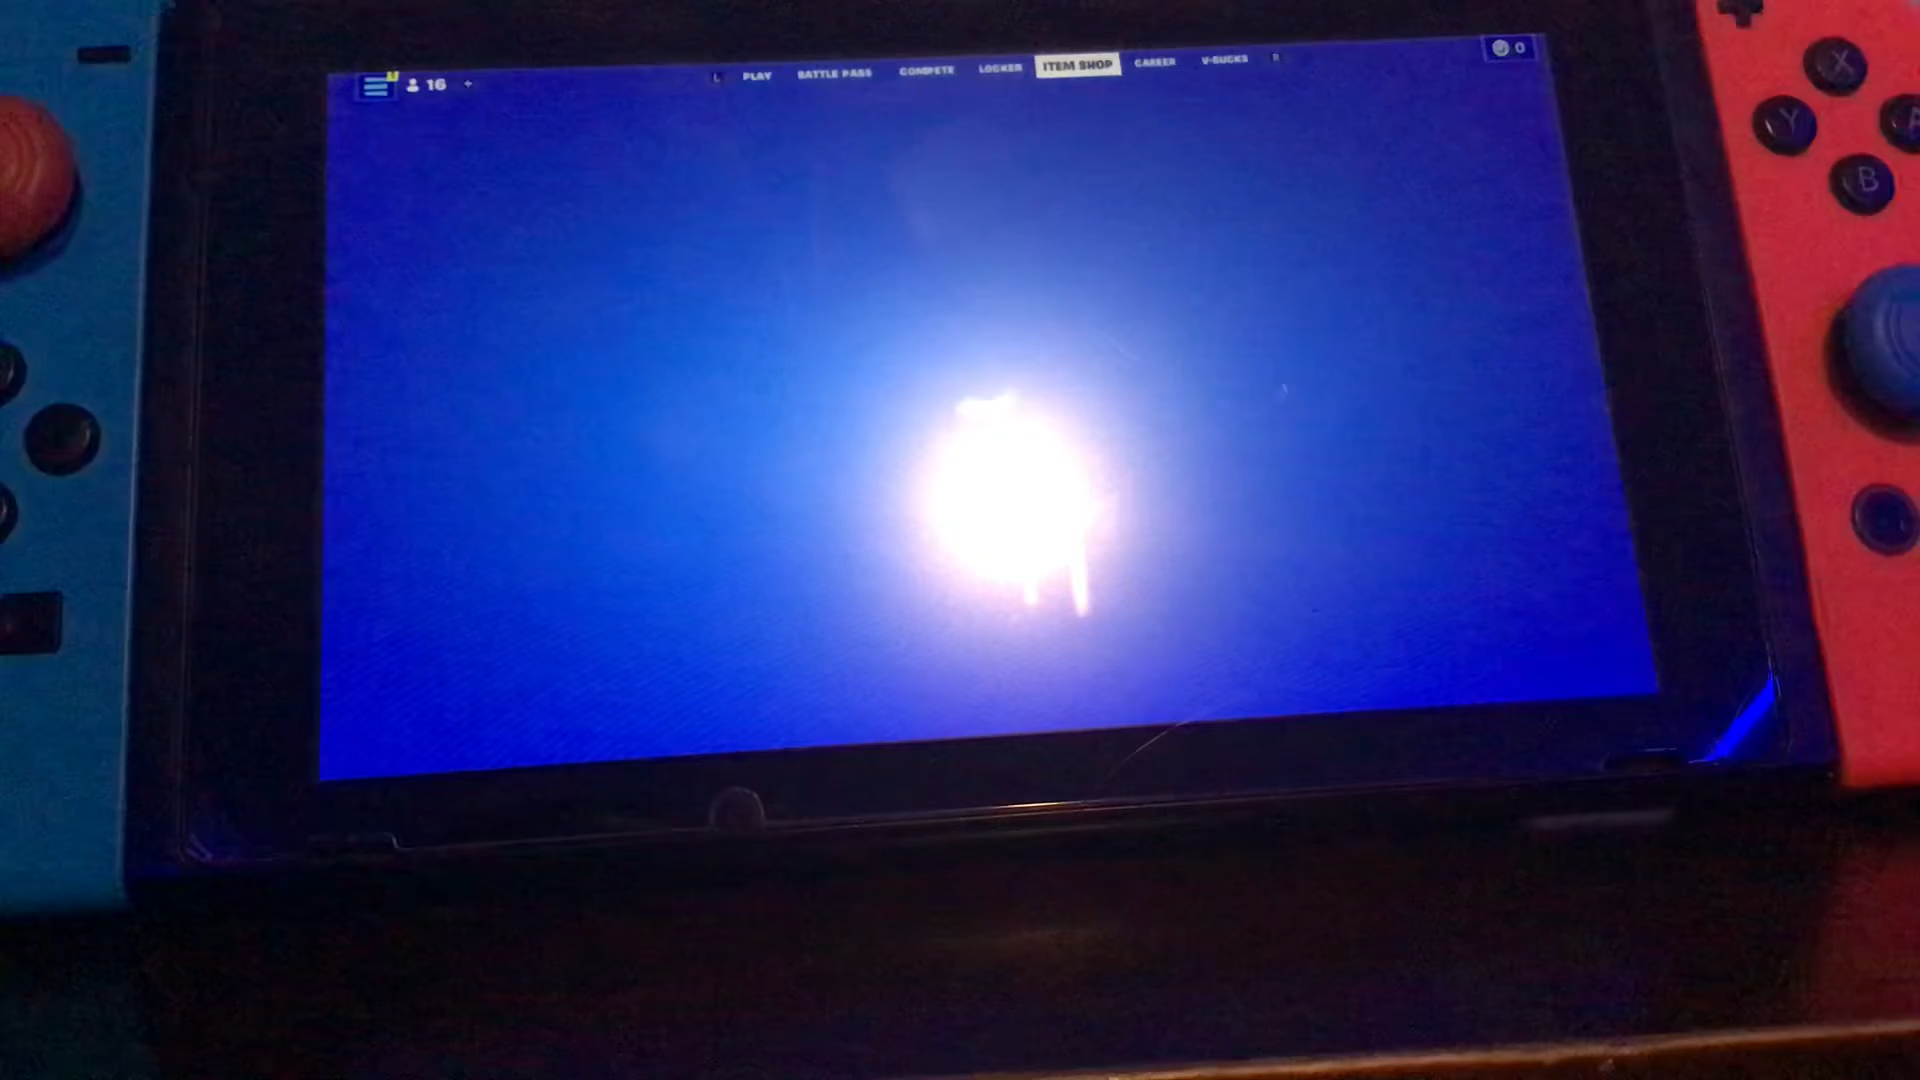 16 + L PLAY BATTLE PASS COMPETE LOCKER ITEM SHOP CAREER V-BUCKS R 0
X
Y
A
B